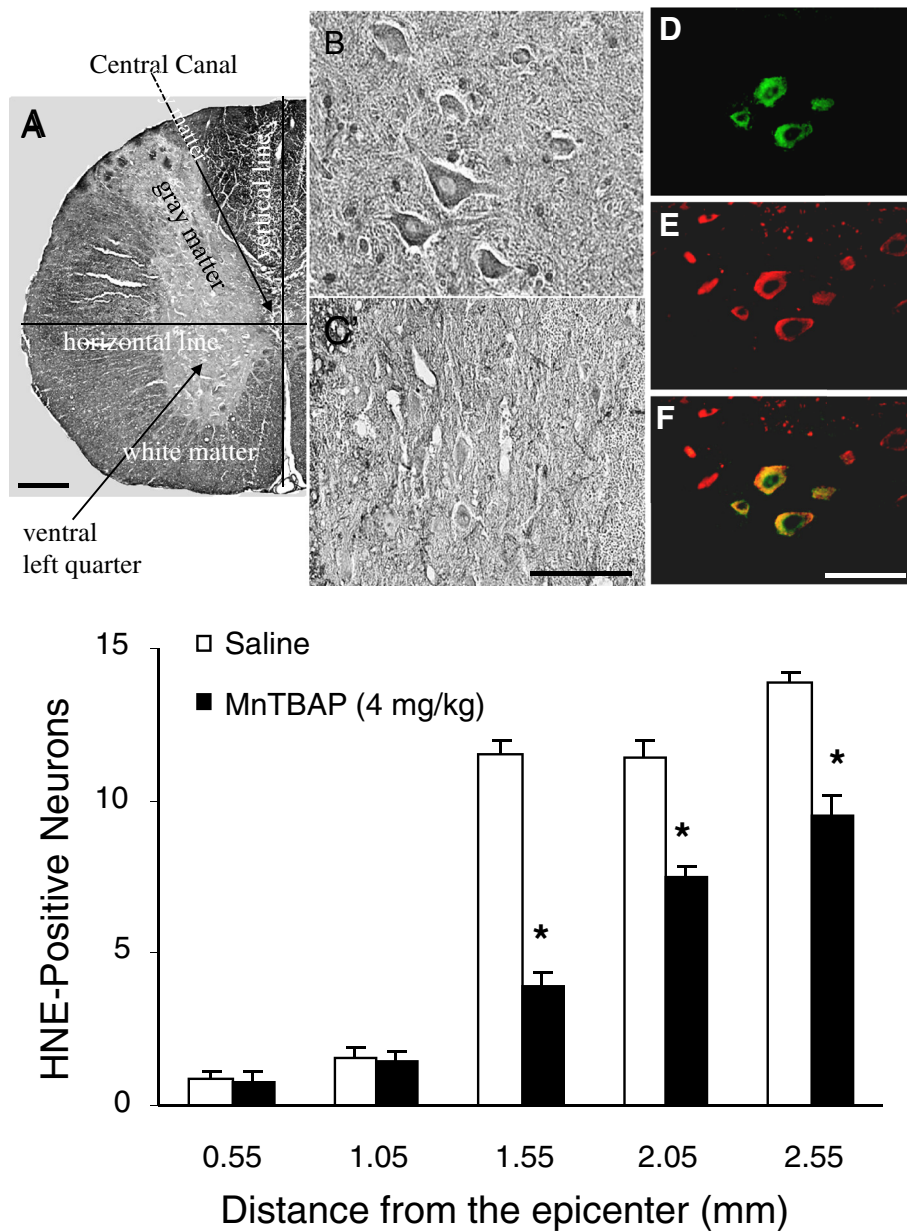 Central Canal
A
gray matter
vertical line
horizontal line
white matter
ventral
left quarter
B
C
D
E
F
15
10
5
0
Saline
MnTBAP (4 mg/kg)
*
*
*
HNE-Positive Neurons
0.55
1.05
1.55
2.05
2.55
Distance from the epicenter (mm)